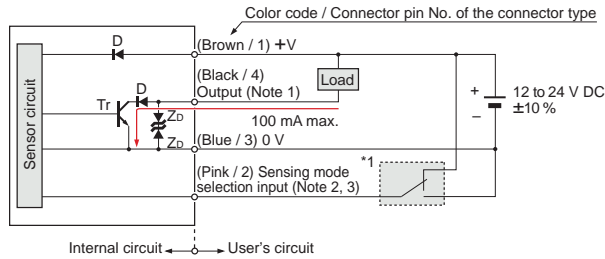 Color code / Connector pin No. of the connector type
D
(Brown / 1) +V
(Black / 4)
Output (Note 1)
Load
D
Tr
ZD
ZD
100 mA max.
+
–
12 to 24 V DC
±10 %
Sensor circuit
(Blue / 3) 0 V
(Pink / 2) Sensing mode
selection input (Note 2, 3)
*1
Internal circuit
User's circuit